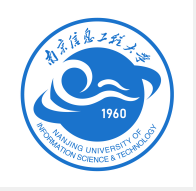 南京信息工程大学
1960
NANJING UNIVERSITY OF
INFORMATION SCIENCE & TECHNOLOGY